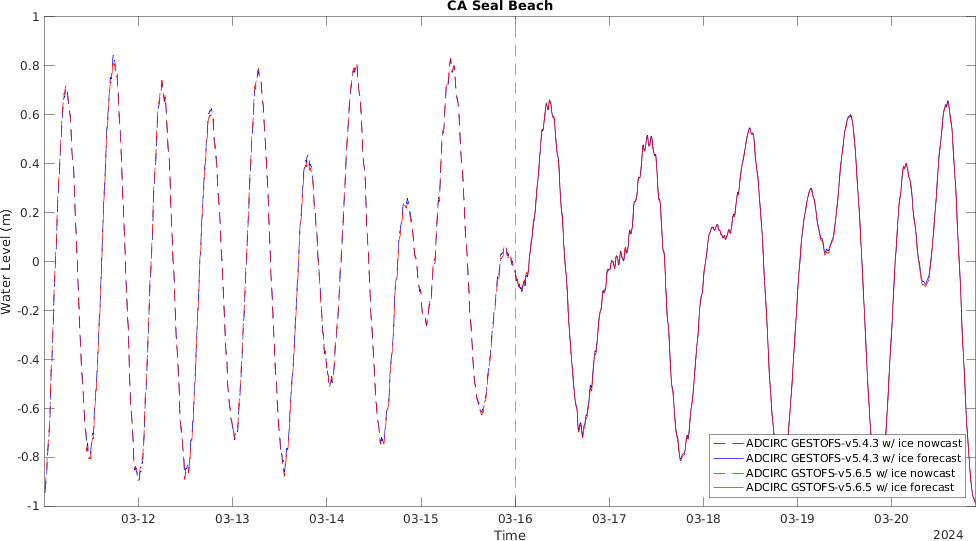 CA Seal Beach
1
0.8
0.6
0.4
0.2
0
-0.2
-0.4
-0.6
-0.8
-1
Water Level (m)
03-12 03-13 03-14 03-15 03-16 03-17 03-18 03-19 03-20
Time
2024
ADCIRC GESTOFS-v5.4.3 w/ ice nowcast
ADCIRC GESTOFS-v5.4.3 w/ ice forecast
ADCIRC GSTOFS-v5.6.5 w/ ice nowcast
ADCIRC GSTOFS-v5.6.5 w/ ice forecast